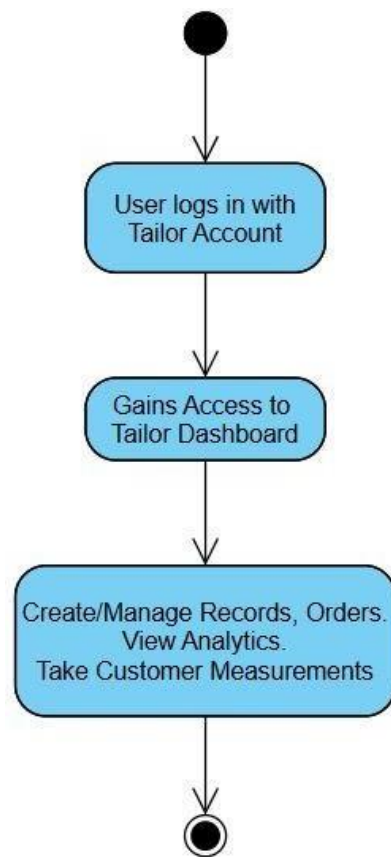 User logs in with
Tailor Account
Gains Access to
Tailor Dashboard
Create/Manage Records, Orders.
View Analytics.
Take Customer Measurements